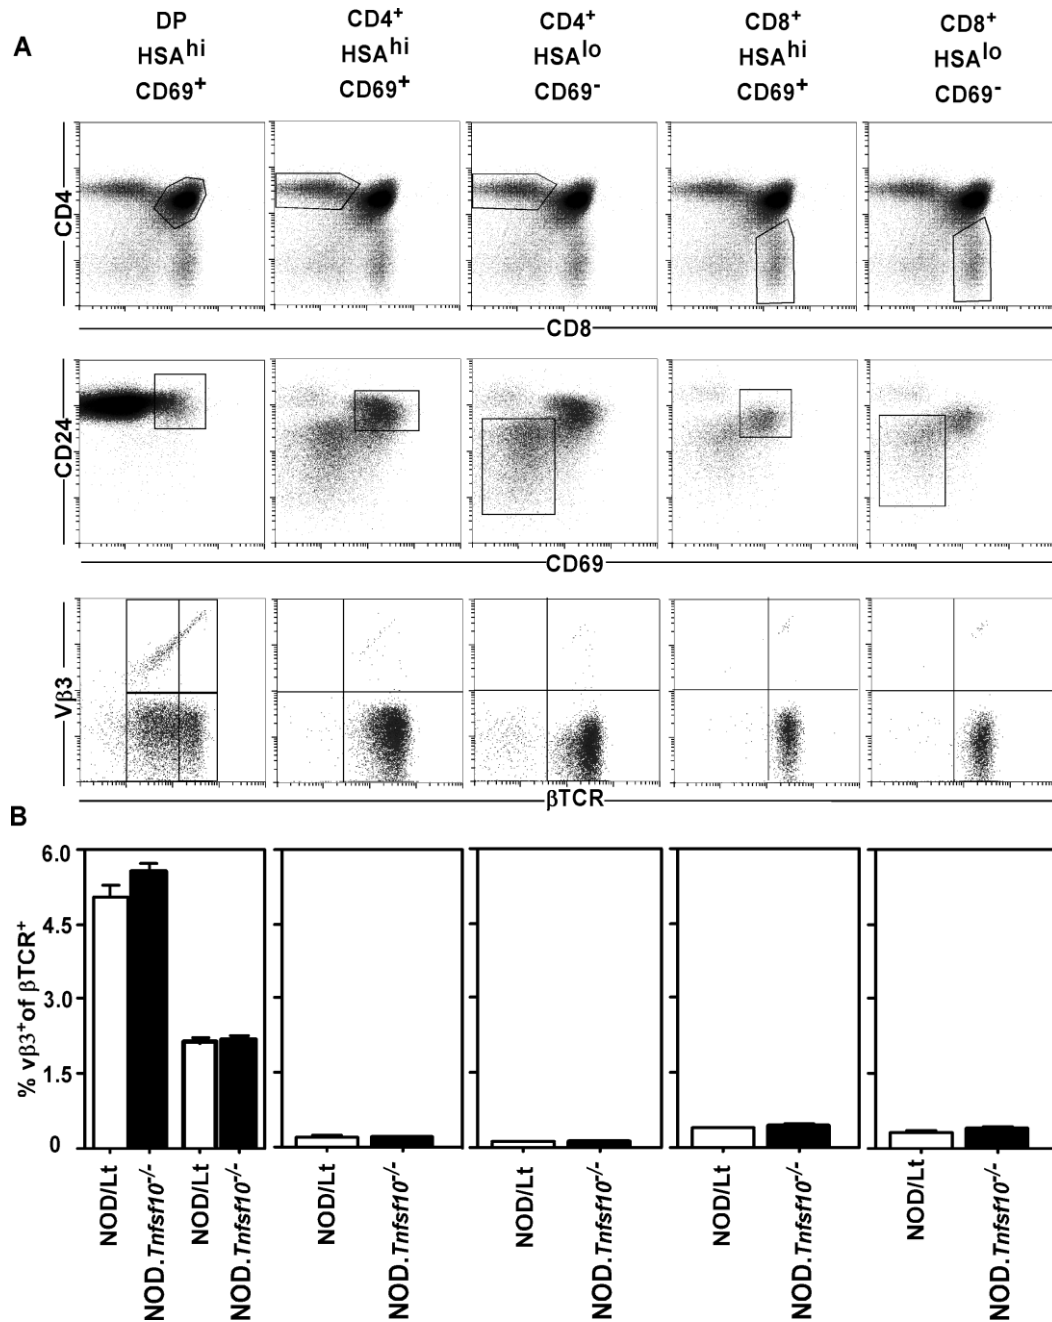 A
DP
HSAhi
CD69+
CD4+
HSAhi
CD69+
CD4+
HSAlo
CD69-
CD8+
HSAhi
CD69+
CD8+
HSAlo
CD69-
CD4
CD8
CD24
CD69
Vβ3
βTCR
B
% vβ3+of βTCR+
6.0
4.5
3.0
1.5
0
NOD/Lt
NOD.Tnfsf10-/-
NOD/Lt
NOD.Tnfsf10-/-
NOD/Lt
NOD.Tnfsf10-/-
NOD/Lt
NOD.Tnfsf10-/-
NOD/Lt
NOD.Tnfsf10-/-
NOD/Lt
NOD.Tnfsf10-/-